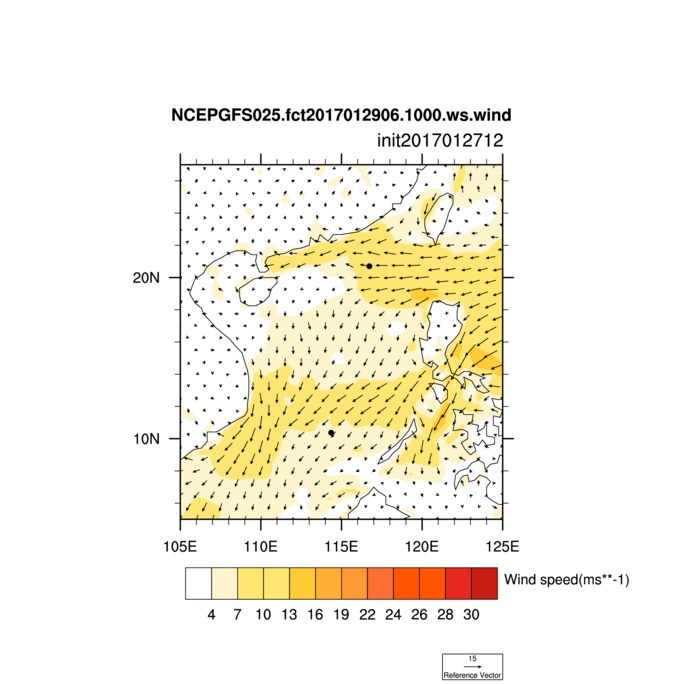 NCEPGFS025.fct2017012906.1000.ws.wind
init2017012712
20N
10N
105E 110E 115E 120E 125E
Wind speed(ms**-1)
4 7 10 13 16 19 22 24 26 28 30
15
Reference Vector